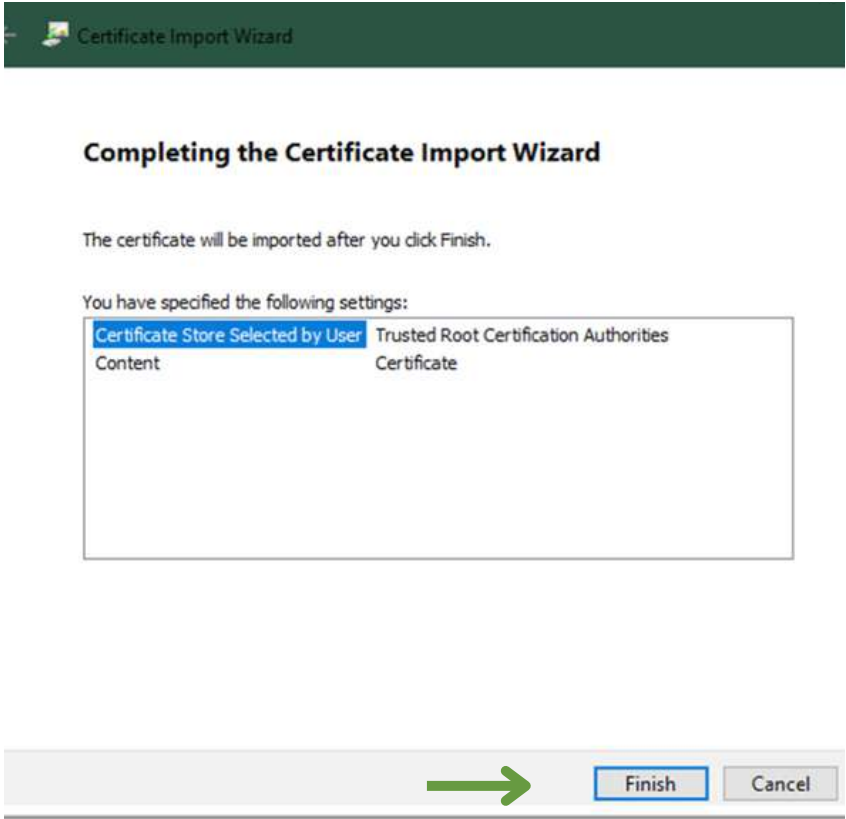 Certificate Import Wizard
Completing the Certificate Import Wizard
The certificate will be imported after you click Finish.
You have specified the following settings:
Certificate Store Selected by User Trusted Root Certification Authorities
Content Certificate
Finish Cancel